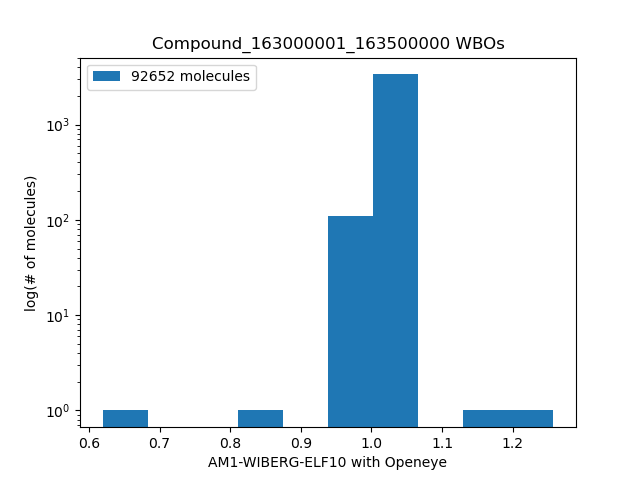 Compound_163000001_163500000 WBOs
92652 molecules
log(# of molecules)
10³
10²
10¹
10⁰
0.6 0.7 0.8 0.9 1.0 1.1 1.2
AM1-WIBERG-ELF10 with Openeye